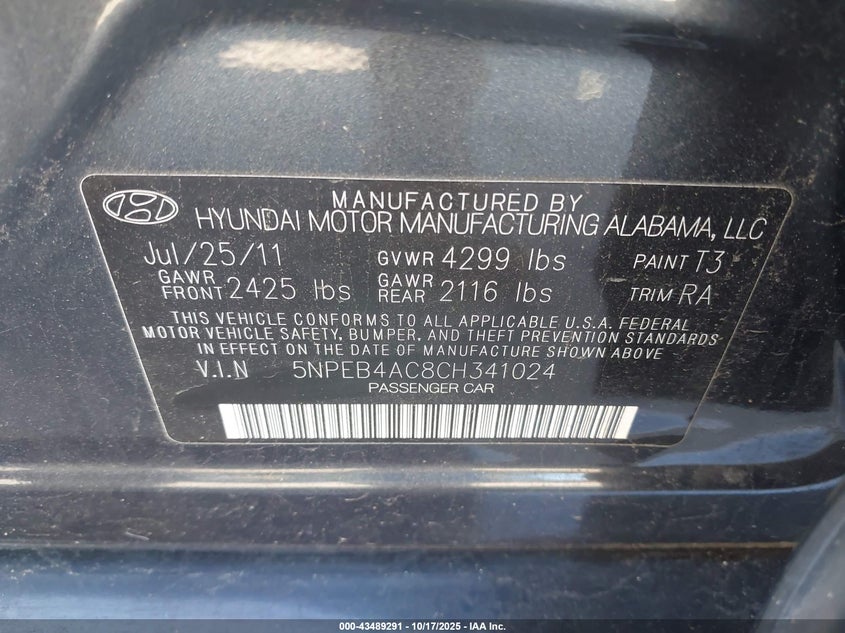 MANUFACTURED BY
HYUNDAI MOTOR MANUFACTURING ALABAMA, LLC
Jul/25/11 GVWR 4299 lbs PAINT T3
GAWR FRONT 2425 lbs GAWR REAR 2116 lbs TRIM RA
THIS VEHICLE CONFORMS TO ALL APPLICABLE U.S.A. FEDERAL
MOTOR VEHICLE SAFETY, BUMPER, AND THEFT PREVENTION STANDARDS
IN EFFECT ON THE DATE OF MANUFACTURE SHOWN ABOVE
V.I.N 5NPEB4AC8CH341024
PASSENGER CAR
000-43489291 - 10/17/2025 - IAA Inc.